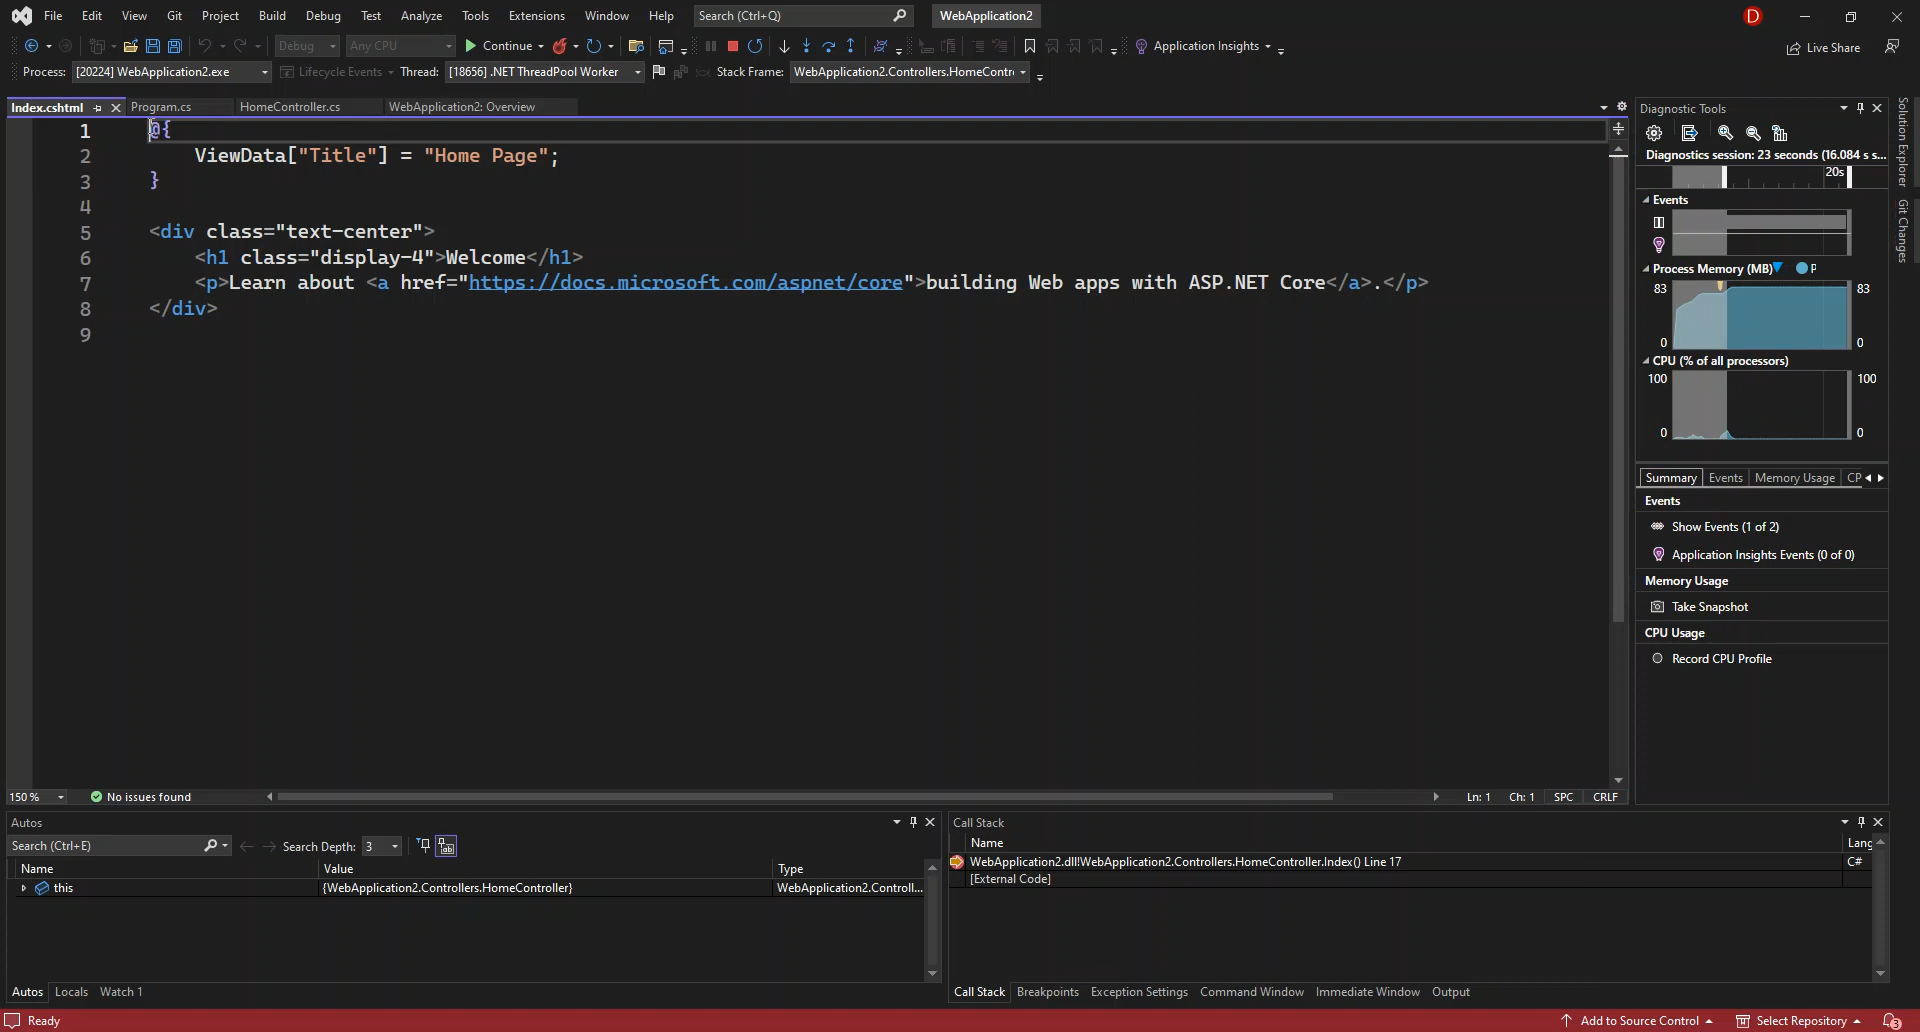 File Edit View Git Project Build Debug Test Analyze Tools Extensions Window Help Search (Ctrl+Q) WebApplication2 D
Debug Any CPU Continue Application Insights Live Share
Process: [20224] WebApplication2.exe Lifecycle Events Thread: [18656] .NET ThreadPool Worker Stack Frame: WebApplication2.Controllers.HomeContr
Index.cshtml Program.cs HomeController.cs WebApplication2: Overview
1 @{
2 ViewData["Title"] = "Home Page";
3 }
4
5 <div class="text-center">
6 <h1 class="display-4">Welcome</h1>
7 <p>Learn about <a href="https://docs.microsoft.com/aspnet/core">building Web apps with ASP.NET Core</a>.</p>
8 </div>
9
150 % No issues found Ln: 1 Ch: 1 SPC CRLF
Diagnostic Tools
Diagnostics session: 23 seconds (16.084 s s...
20s
Events
Process Memory (MB) P
83 83
0 0
CPU (% of all processors)
100 100
0 0
Summary Events Memory Usage CP
Events
Show Events (1 of 2)
Application Insights Events (0 of 0)
Memory Usage
Take Snapshot
CPU Usage
Record CPU Profile
Solution Explorer
Git Changes
Autos
Search (Ctrl+E) Search Depth: 3
Name Value Type
this {WebApplication2.Controllers.HomeController} WebApplication2.Controll...
Autos Locals Watch 1
Call Stack
Name Lang
WebApplication2.dll!WebApplication2.Controllers.HomeController.Index() Line 17 C#
[External Code]
Call Stack Breakpoints Exception Settings Command Window Immediate Window Output
Ready Add to Source Control Select Repository 3